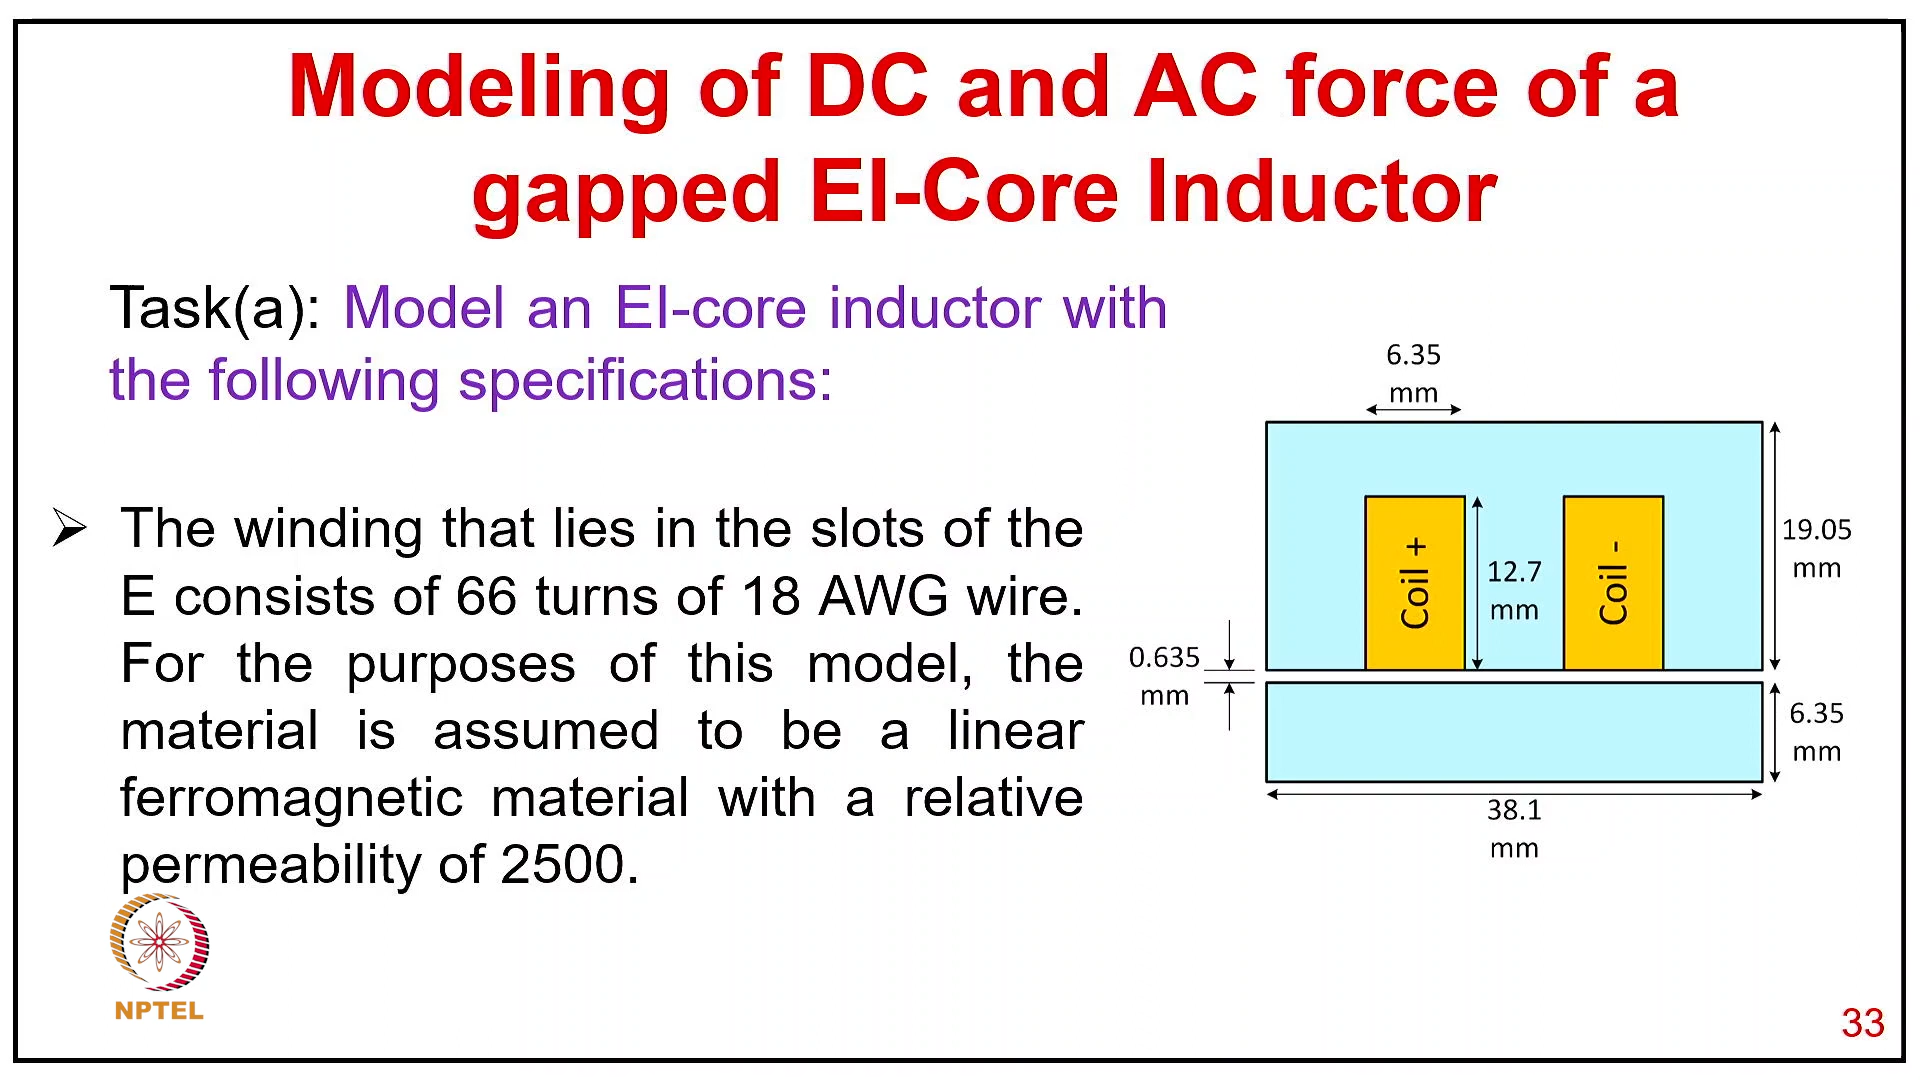 Modeling of DC and AC force of a
gapped EI-Core Inductor
Task(a): Model an EI-core inductor with
the following specifications:
➢ The winding that lies in the slots of the
E consists of 66 turns of 18 AWG wire.
For the purposes of this model, the
material is assumed to be a linear
ferromagnetic material with a relative
permeability of 2500.
6.35
mm
Coil +
12.7
mm
Coil -
19.05
mm
0.635
mm
6.35
mm
38.1
mm
NPTEL
33